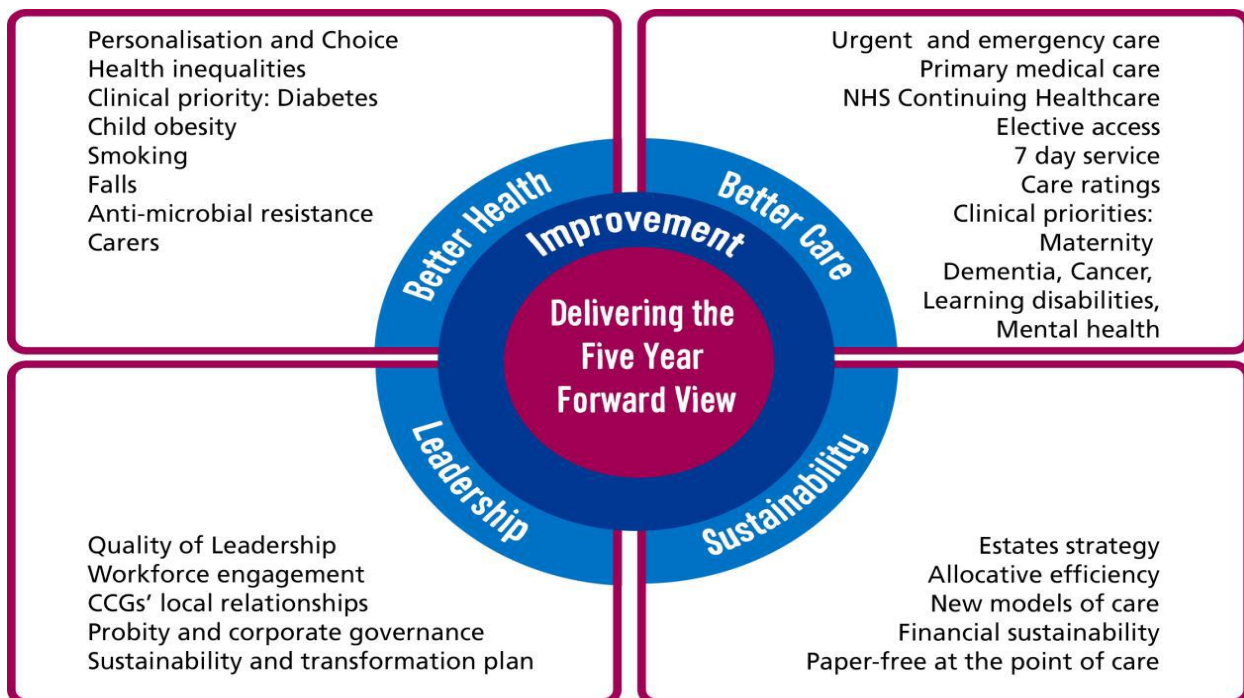 Personalisation and Choice
Health inequalities
Clinical priority: Diabetes
Child obesity
Smoking
Falls
Anti-microbial resistance
Carers
Urgent and emergency care
Primary medical care
NHS Continuing Healthcare
Elective access
7 day service
Care ratings
Clinical priorities:
Maternity
Dementia, Cancer,
Learning disabilities,
Mental health
Better Health
Better Care
Improvement
Delivering the
Five Year
Forward View
Leadership
Sustainability
Quality of Leadership
Workforce engagement
CCGs' local relationships
Probity and corporate governance
Sustainability and transformation plan
Estates strategy
Allocative efficiency
New models of care
Financial sustainability
Paper-free at the point of care